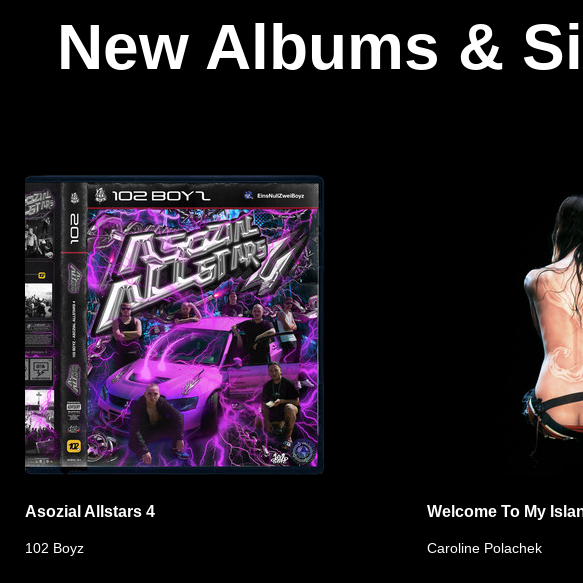 New Albums & Si
102 BOYZ
EinsNullZweiBoyz
102
ASOZIAL
ALLSTARS 4
Asozial Allstars 4
Welcome To My Islan
102 Boyz
Caroline Polachek